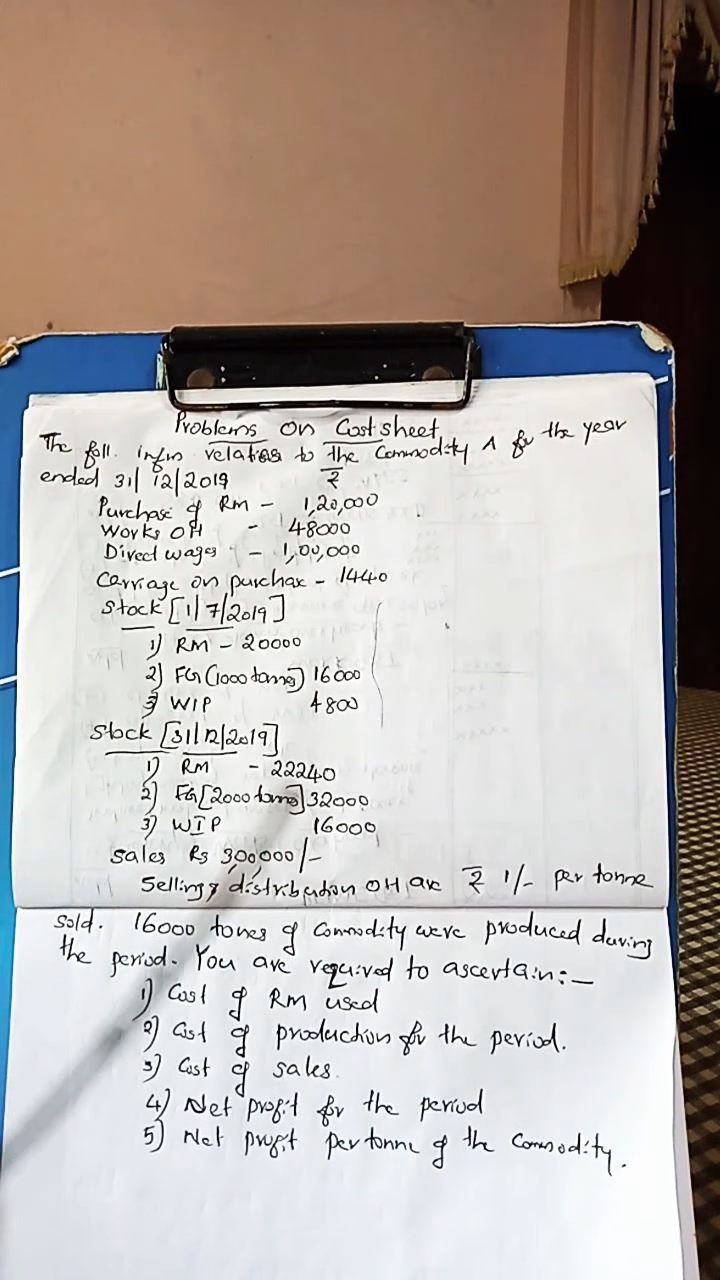 Problems on Cost sheet
The foll. infm relates to the Commodity A for the year
ended 31/12/2019 ₹
Purchase of RM - 1,20,000
Works OH - 48000
Direct wages - 1,00,000
Carriage on purchase - 1440
Stock [1/7/2019]
1) RM - 20000
2) FG (1000 tonnes) 16000
3) WIP 4800
Stock [31/12/2019]
1) RM - 22240
2) FG [2000 tonne] 32000
3) WIP 16000
Sales Rs 3,00,000/-
Selling & distribution OH are ₹ 1/- per tonne
sold. 16000 tones of Commodity were produced during
the period. You are required to ascertain:-
1) Cost of RM used
2) Cost of production for the period.
3) Cost of sales.
4) Net profit for the period
5) Net profit per tonne of the Commodity.